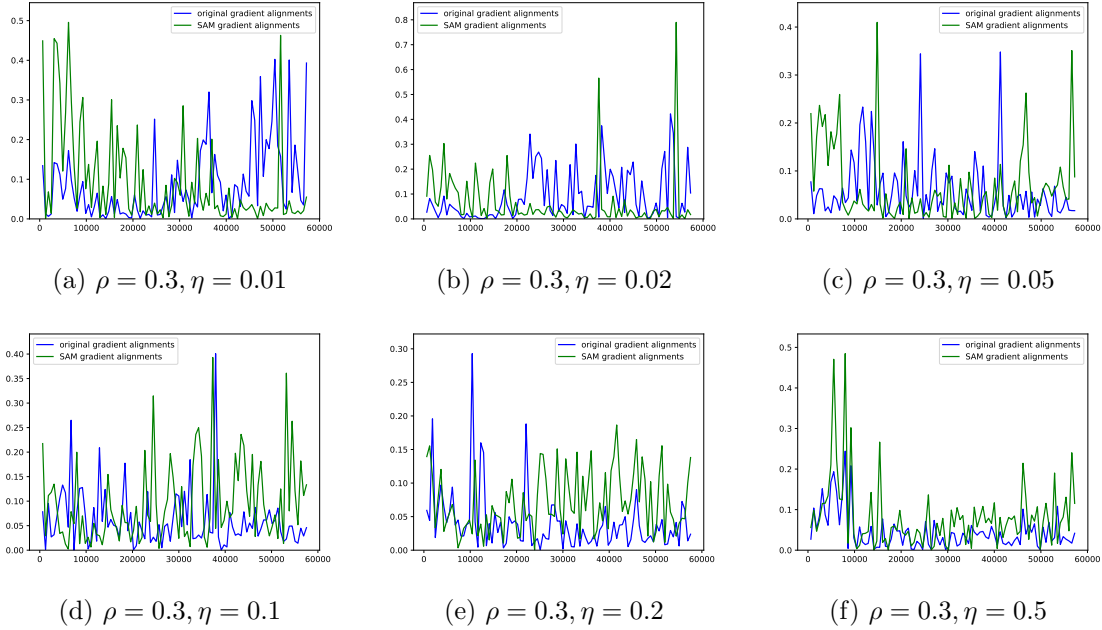 original gradient alignments
SAM gradient alignments
0.5
0.4
0.3
0.2
0.1
0.0
0 10000 20000 30000 40000 50000 60000
(a) ρ = 0.3, η = 0.01
original gradient alignments
SAM gradient alignments
0.8
0.7
0.6
0.5
0.4
0.3
0.2
0.1
0.0
0 10000 20000 30000 40000 50000 60000
(b) ρ = 0.3, η = 0.02
original gradient alignments
SAM gradient alignments
0.4
0.3
0.2
0.1
0.0
0 10000 20000 30000 40000 50000 60000
(c) ρ = 0.3, η = 0.05
original gradient alignments
SAM gradient alignments
0.40
0.35
0.30
0.25
0.20
0.15
0.10
0.05
0.00
0 10000 20000 30000 40000 50000 60000
(d) ρ = 0.3, η = 0.1
original gradient alignments
SAM gradient alignments
0.30
0.25
0.20
0.15
0.10
0.05
0.00
0 10000 20000 30000 40000 50000 60000
(e) ρ = 0.3, η = 0.2
original gradient alignments
SAM gradient alignments
0.5
0.4
0.3
0.2
0.1
0.0
0 10000 20000 30000 40000 50000 60000
(f) ρ = 0.3, η = 0.5